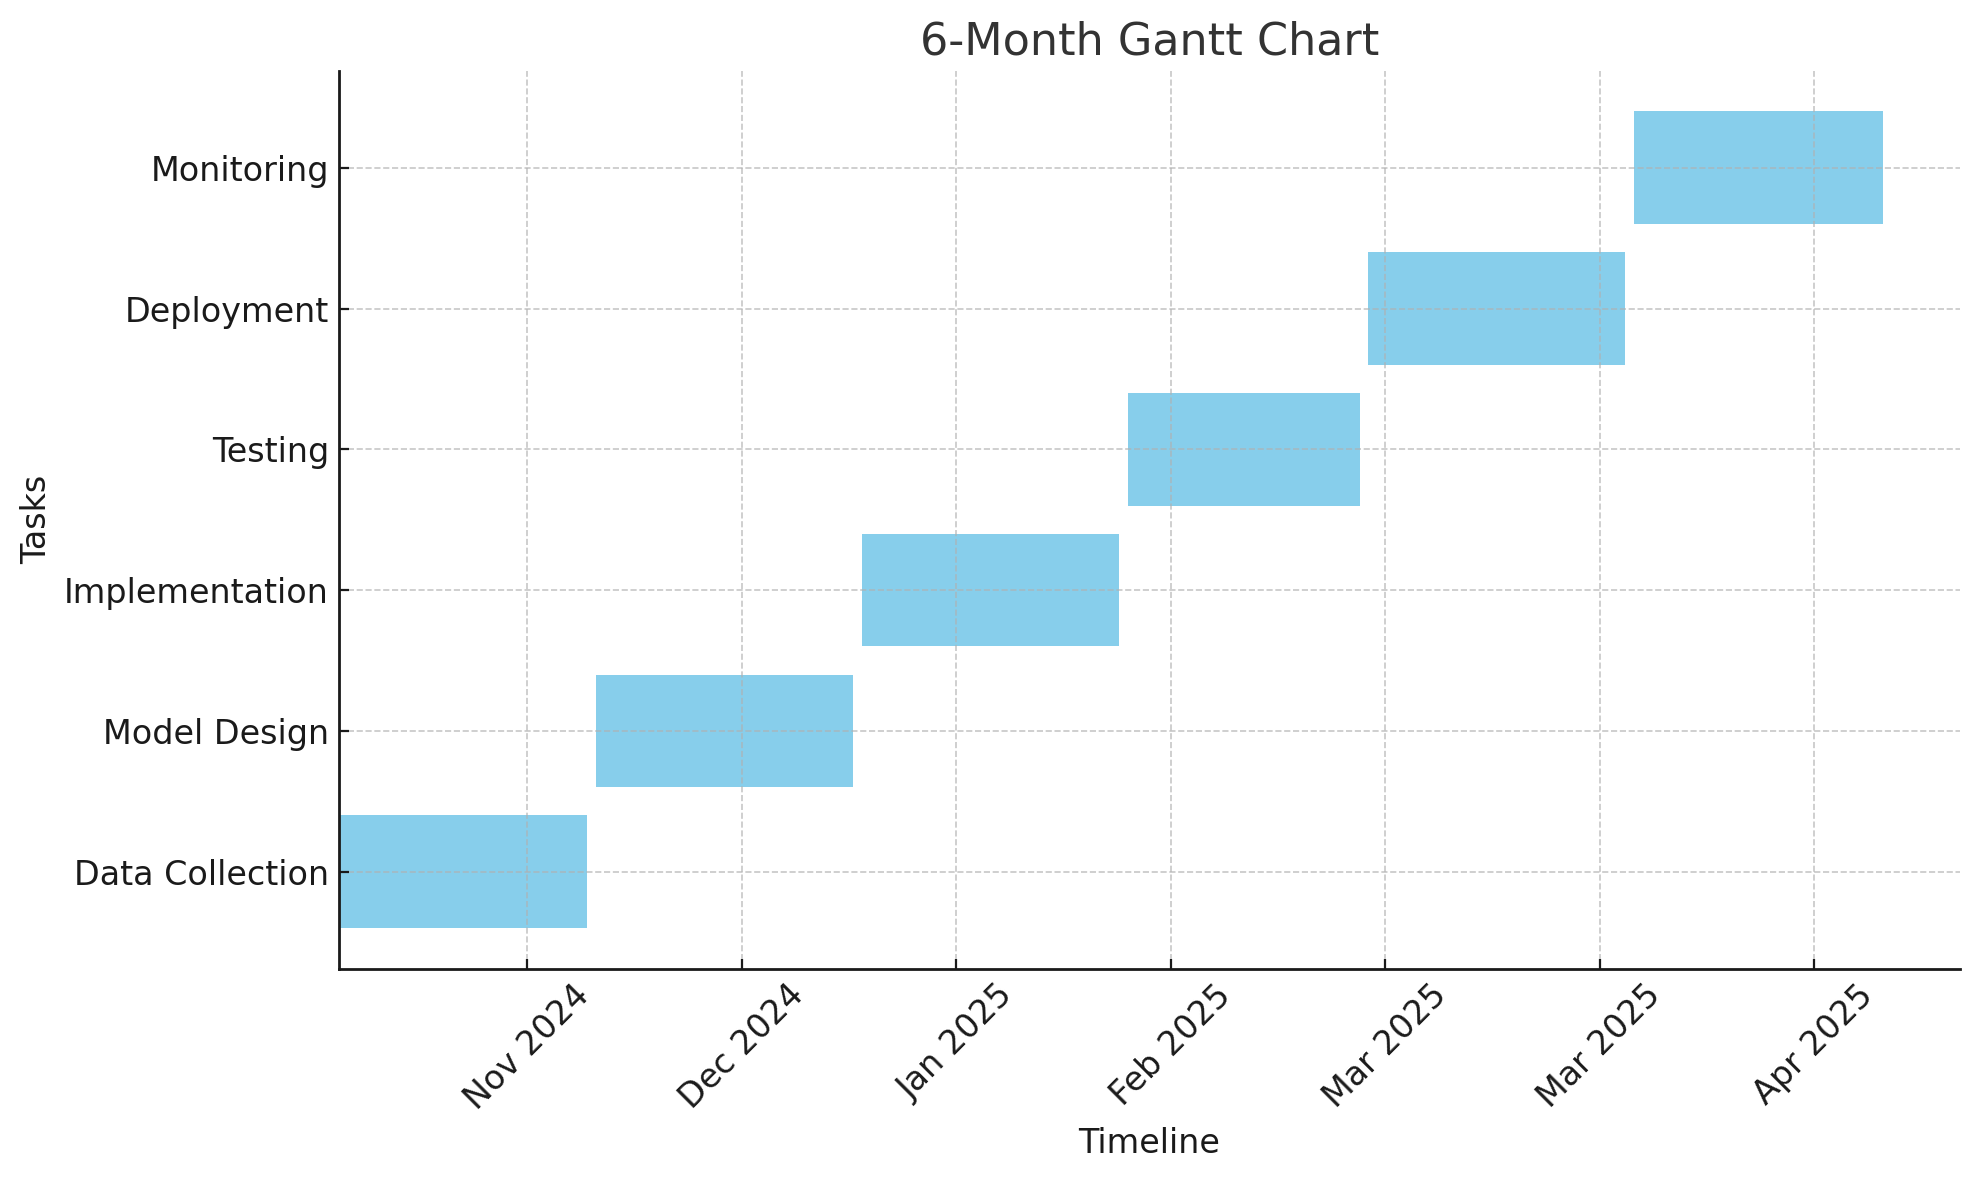 6-Month Gantt Chart
Tasks
Monitoring
Deployment
Testing
Implementation
Model Design
Data Collection
Nov 2024
Dec 2024
Jan 2025
Feb 2025
Mar 2025
Mar 2025
Apr 2025
Timeline